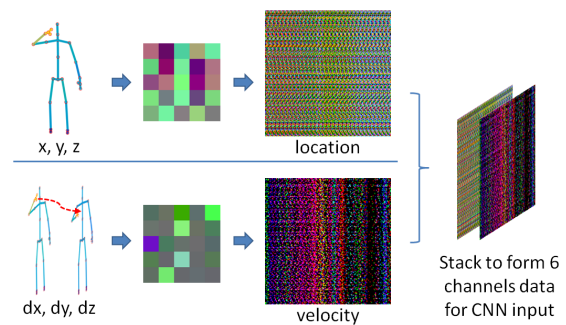 x, y, z
location
dx, dy, dz
velocity
Stack to form 6
channels data
for CNN input